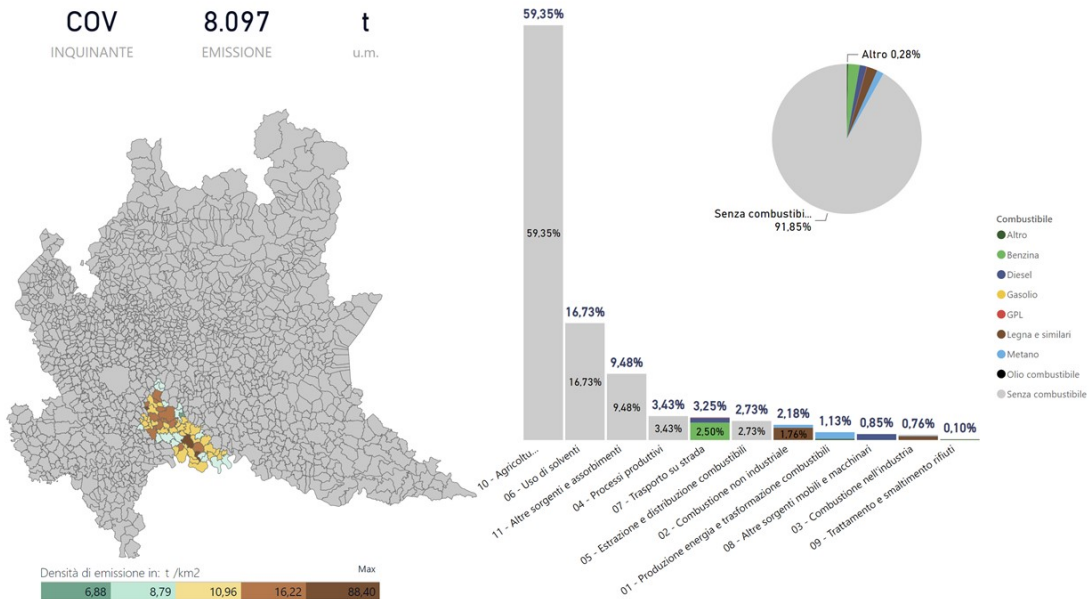 COV 8.097 t
INQUINANTE EMISSIONE u.m.
Densità di emissione in: t /km2 Max
6,88 8,79 10,96 16,22 88,40
59,35%
59,35%
16,73%
16,73%
9,48%
9,48%
3,43%
3,43%
3,25%
2,50%
2,73%
2,73%
2,18%
1,76%
1,13%
0,85%
0,76%
0,10%
10 - Agricoltu...
06 - Uso di solventi
11 - Altre sorgenti e assorbimenti
04 - Processi produttivi
07 - Trasporto su strada
05 - Estrazione e distribuzione combustibili
02 - Combustione non industriale
01 - Produzione energia e trasformazione combustibili
08 - Altre sorgenti mobili e macchinari
03 - Combustione nell'industria
09 - Trattamento e smaltimento rifiuti
Altro 0,28%
Senza combustibi...
91,85%
Combustibile
Altro
Benzina
Diesel
Gasolio
GPL
Legna e similari
Metano
Olio combustibile
Senza combustibile